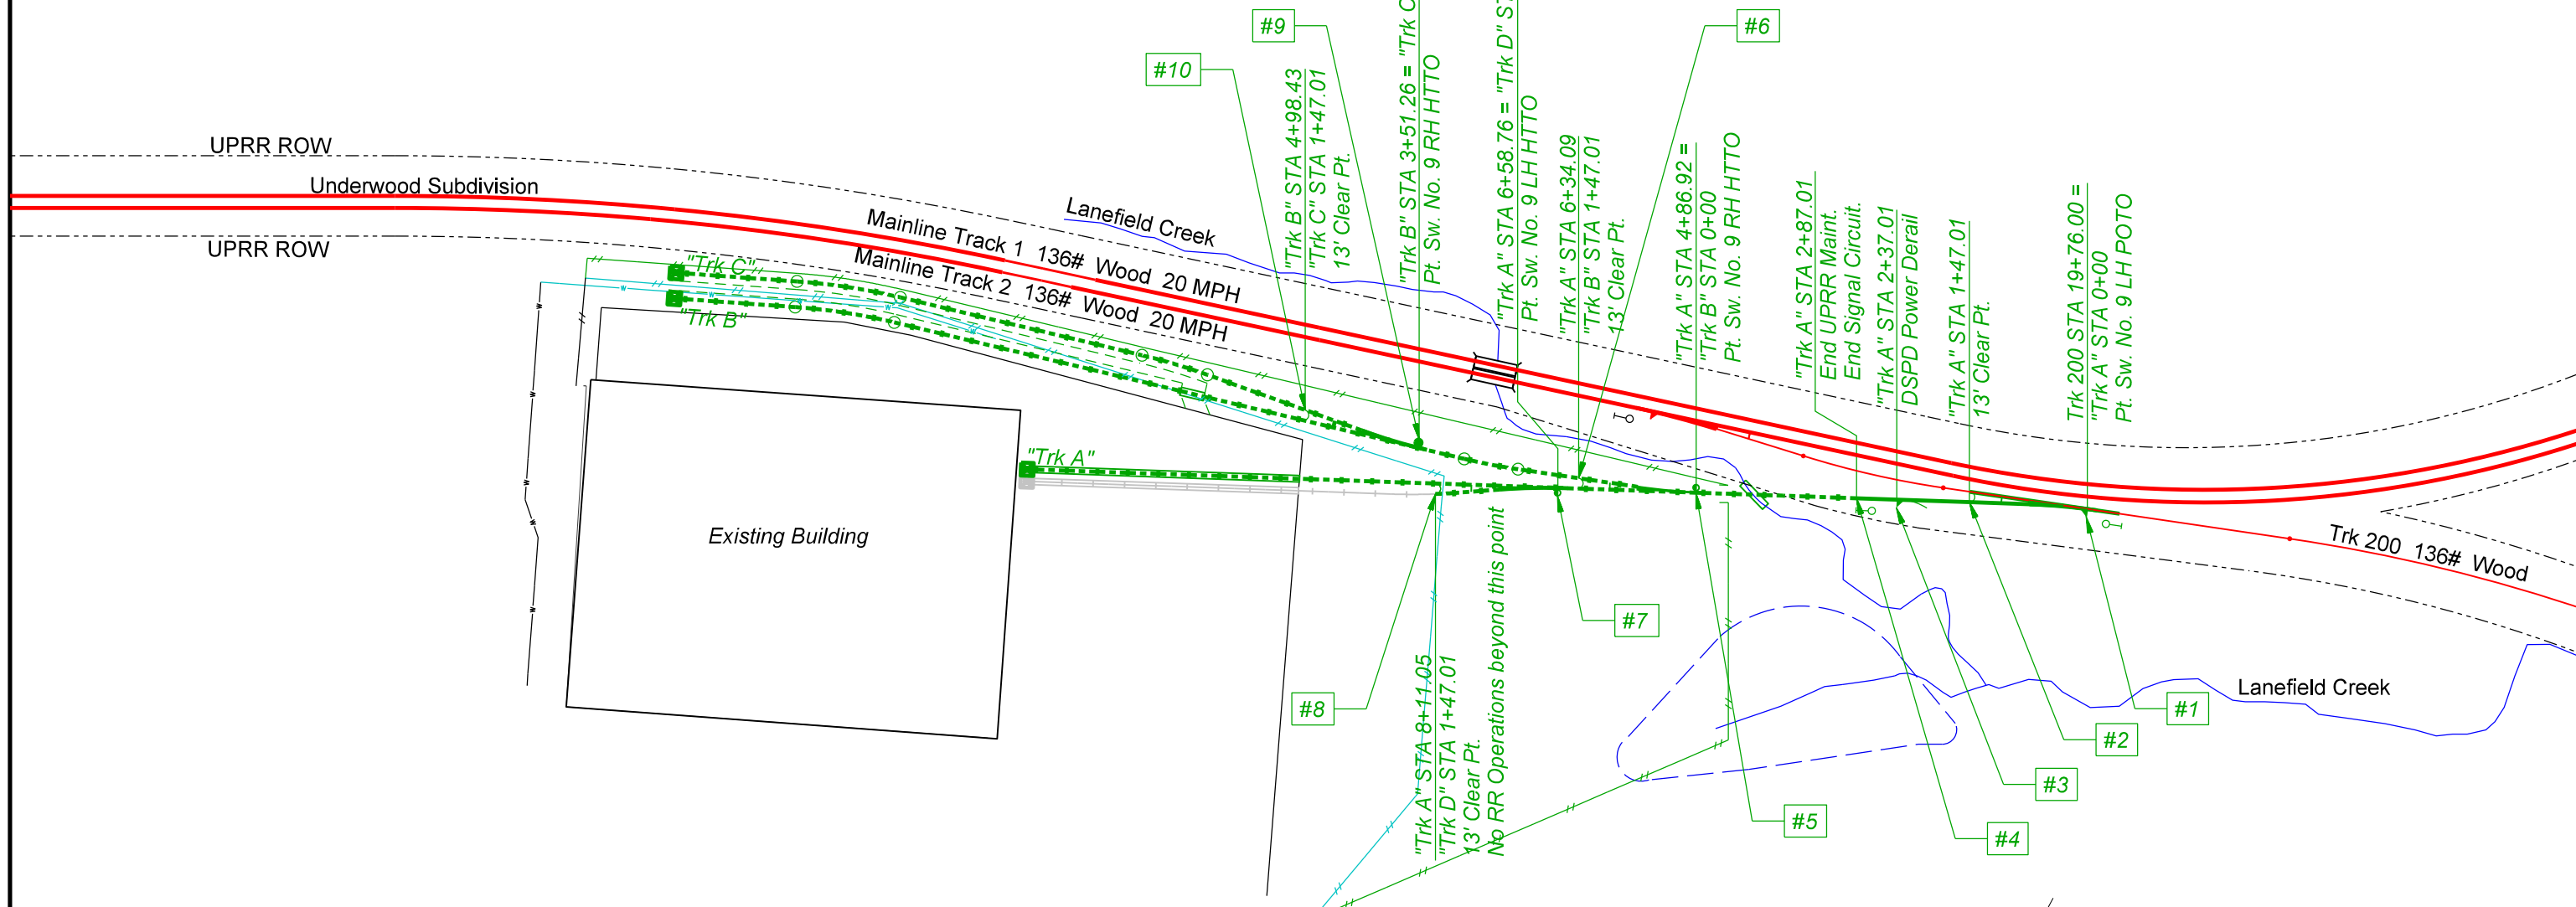 #9
#6
#10
"Trk B" STA 4+98.43
"Trk C" STA 1+47.01
13' Clear Pt.
"Trk B" STA 3+51.26 = "Trk C
Pt. Sw. No. 9 RH HTTO
"Trk A" STA 6+58.76 = "Trk D" ST
Pt. Sw. No. 9 LH HTTO
"Trk A" STA 6+34.09
"Trk B" STA 1+47.01
13' Clear Pt.
"Trk A" STA 4+86.92 =
"Trk B" STA 0+00
Pt. Sw. No. 9 RH HTTO
"Trk A" STA 2+87.01
End UPRR Maint.
End Signal Circuit.
"Trk A" STA 2+37.01
DSPD Power Derail
"Trk A" STA 1+47.01
13' Clear Pt.
Trk 200 STA 19+76.00 =
"Trk A" STA 0+00
Pt. Sw. No. 9 LH POTO
UPRR ROW
Underwood Subdivision
UPRR ROW
Lanefield Creek
Mainline Track 1 136# Wood 20 MPH
Mainline Track 2 136# Wood 20 MPH
"Trk C"
"Trk B"
"Trk A"
Existing Building
Trk 200 136# Wood
#7
#8
"Trk A" STA 8+11.05
"Trk D" STA 1+47.01
13' Clear Pt.
No RR Operations beyond this point
Lanefield Creek
#1
#2
#3
#5
#4